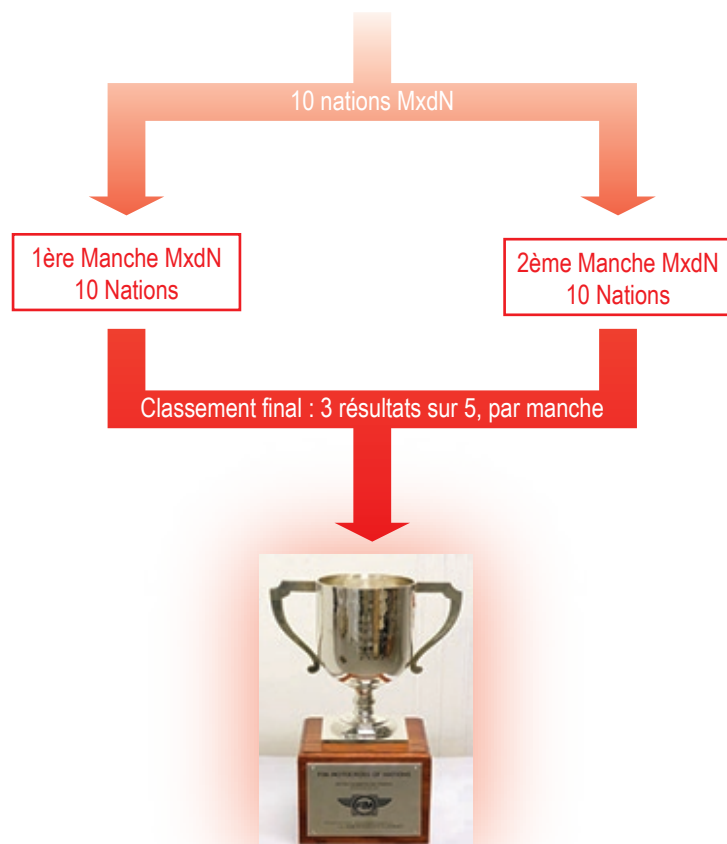 10 nations MxdN
1ère Manche MxdN
10 Nations
2ème Manche MxdN
10 Nations
Classement final : 3 résultats sur 5, par manche
FIM MOTOCROSS OF NATIONS
FIM